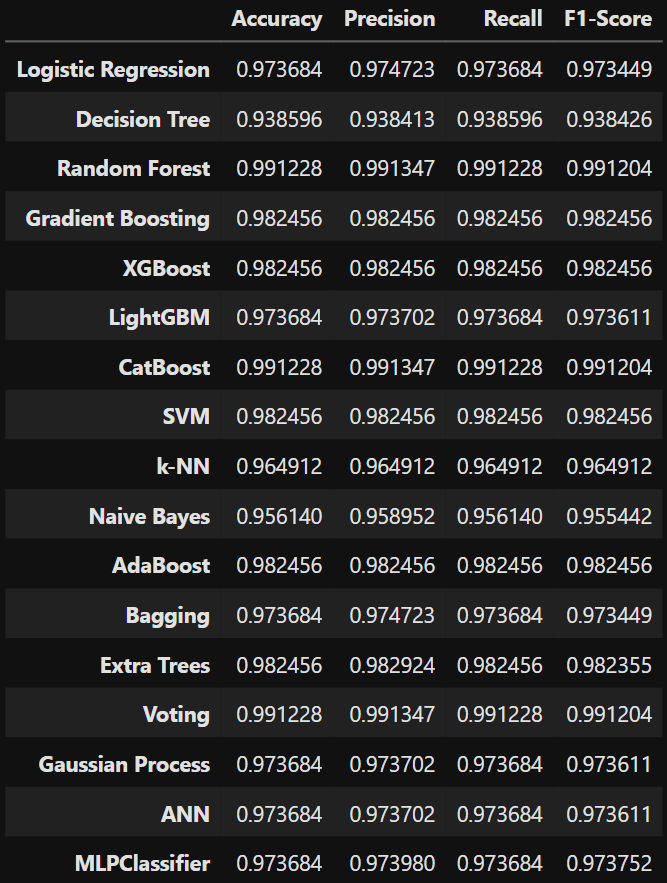 Accuracy Precision Recall F1-Score
Logistic Regression 0.973684 0.974723 0.973684 0.973449
Decision Tree 0.938596 0.938413 0.938596 0.938426
Random Forest 0.991228 0.991347 0.991228 0.991204
Gradient Boosting 0.982456 0.982456 0.982456 0.982456
XGBoost 0.982456 0.982456 0.982456 0.982456
LightGBM 0.973684 0.973702 0.973684 0.973611
CatBoost 0.991228 0.991347 0.991228 0.991204
SVM 0.982456 0.982456 0.982456 0.982456
k-NN 0.964912 0.964912 0.964912 0.964912
Naive Bayes 0.956140 0.958952 0.956140 0.955442
AdaBoost 0.982456 0.982456 0.982456 0.982456
Bagging 0.973684 0.974723 0.973684 0.973449
Extra Trees 0.982456 0.982924 0.982456 0.982355
Voting 0.991228 0.991347 0.991228 0.991204
Gaussian Process 0.973684 0.973702 0.973684 0.973611
ANN 0.973684 0.973702 0.973684 0.973611
MLPClassifier 0.973684 0.973980 0.973684 0.973752